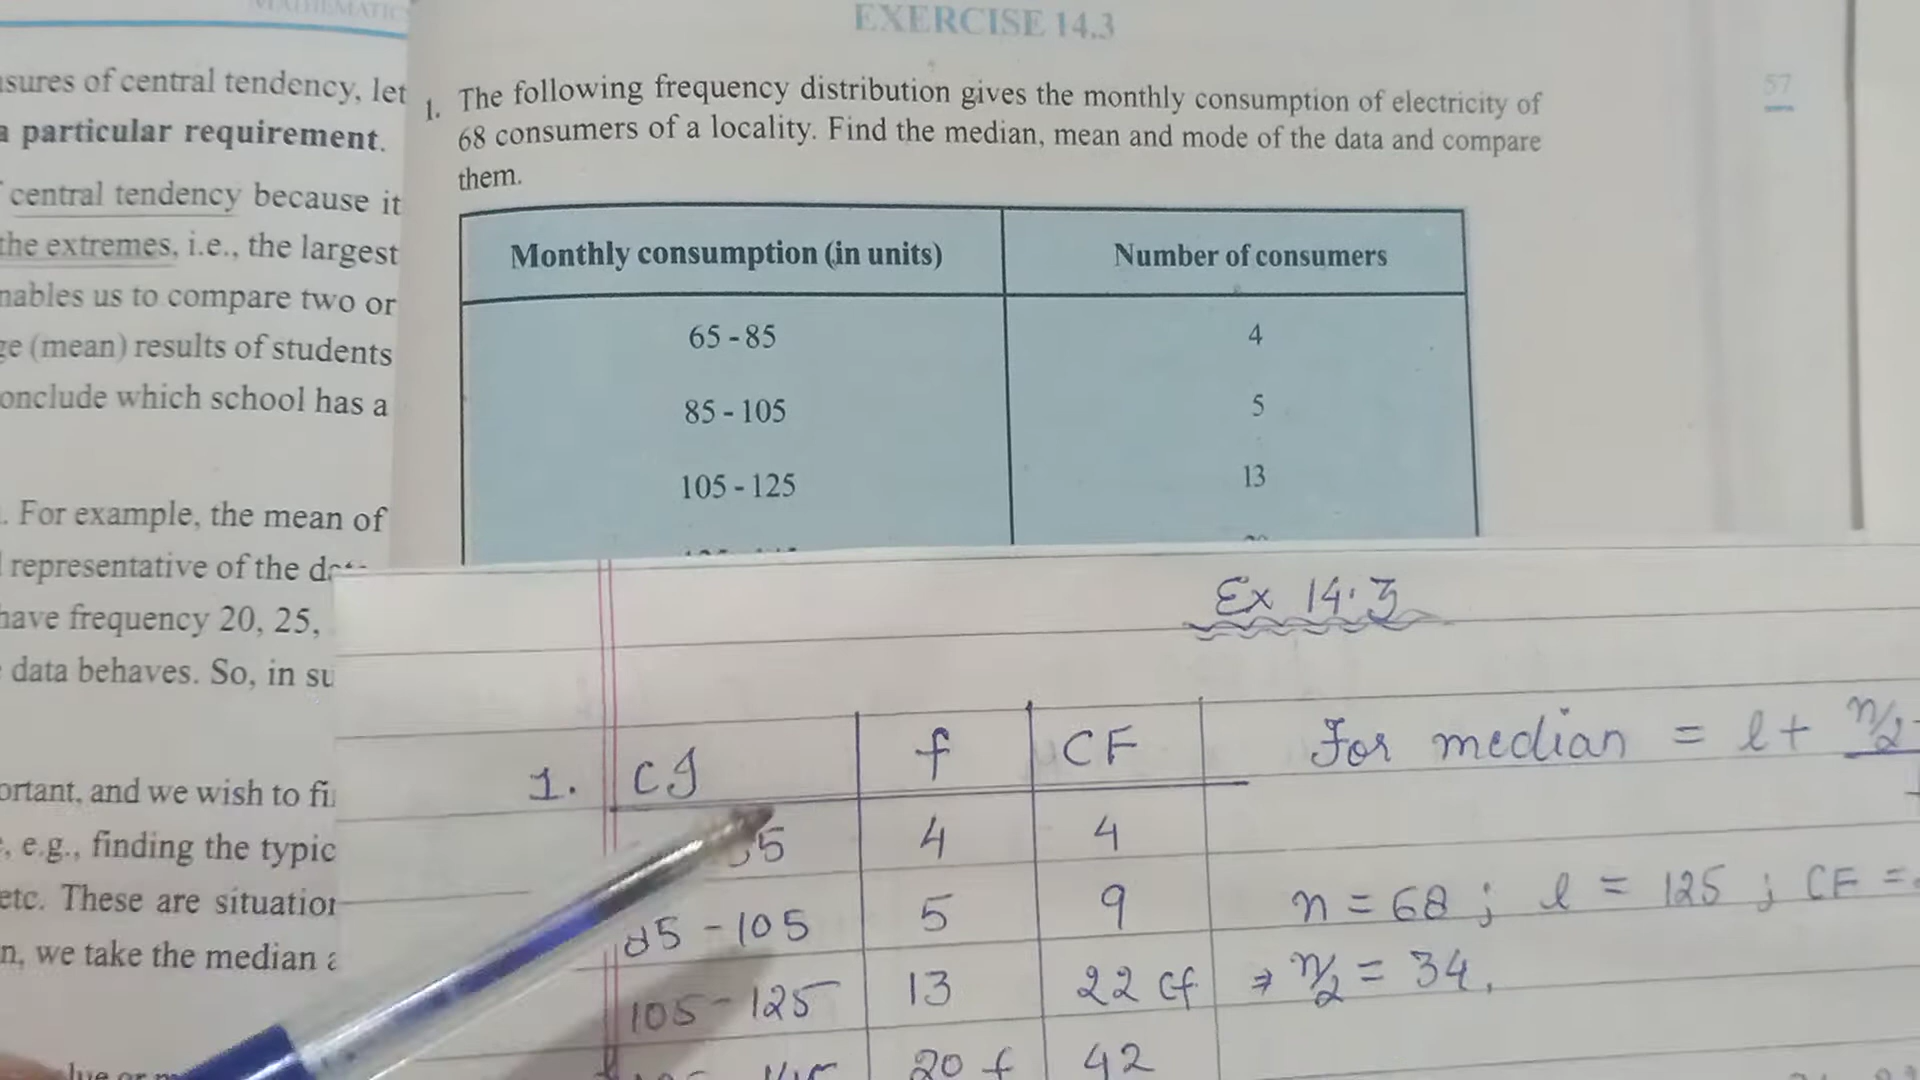 MATHEMATIC
sures of central tendency, let
a particular requirement.
central tendency because it
the extremes, i.e., the largest
nables us to compare two or
ge (mean) results of students
onclude which school has a
. For example, the mean of
representative of the da
have frequency 20, 25,
data behaves. So, in su
ortant, and we wish to fi
, e.g., finding the typic
etc. These are situation
n, we take the median a
EXERCISE 14.3
57
1. The following frequency distribution gives the monthly consumption of electricity of
68 consumers of a locality. Find the median, mean and mode of the data and compare
them.
Monthly consumption (in units) Number of consumers
65 - 85 4
85 - 105 5
105 - 125 13
Ex 14.3
1. CI f CF For median = l + n/2
5 4 4
85 - 105 5 9 n = 68 ; l = 125 ; CF =
105 - 125 13 22 cf ⇒ n/2 = 34.
20 f 42